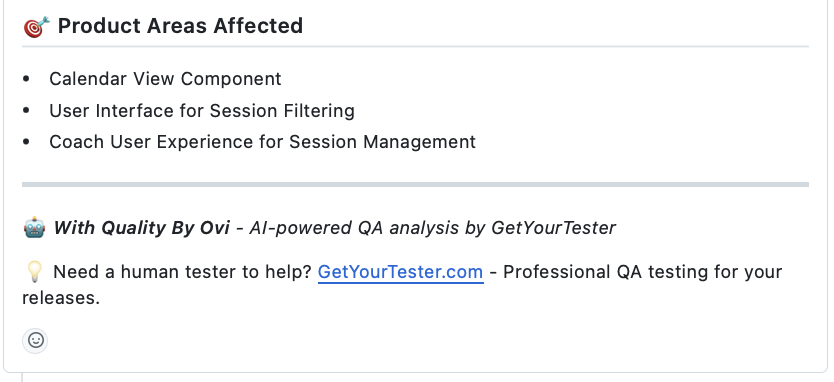 🎯 Product Areas Affected
• Calendar View Component
• User Interface for Session Filtering
• Coach User Experience for Session Management
🤖 With Quality By Ovi - AI-powered QA analysis by GetYourTester
💡 Need a human tester to help? GetYourTester.com - Professional QA testing for your
releases.